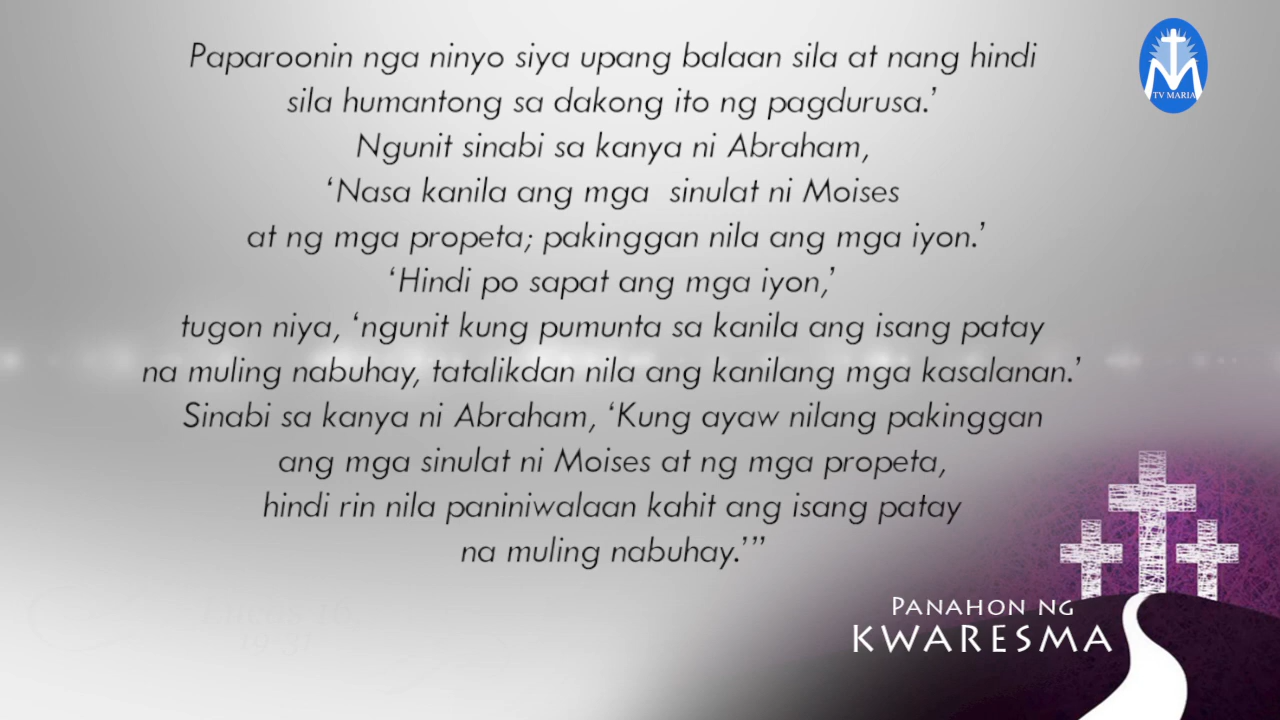 Paparoonin nga ninyo siya upang balaan sila at nang hindi
sila humantong sa dakong ito ng pagdurusa.’
Ngunit sinabi sa kanya ni Abraham,
‘Nasa kanila ang mga  sinulat ni Moises
at ng mga propeta; pakinggan nila ang mga iyon.’
‘Hindi po sapat ang mga iyon,’
tugon niya, ‘ngunit kung pumunta sa kanila ang isang patay
na muling nabuhay, tatalikdan nila ang kanilang mga kasalanan.’
Sinabi sa kanya ni Abraham, ‘Kung ayaw nilang pakinggan
ang mga sinulat ni Moises at ng mga propeta,
hindi rin nila paniniwalaan kahit ang isang patay
na muling nabuhay.’”
TV MARIA
PANAHON NG
KWARESMA